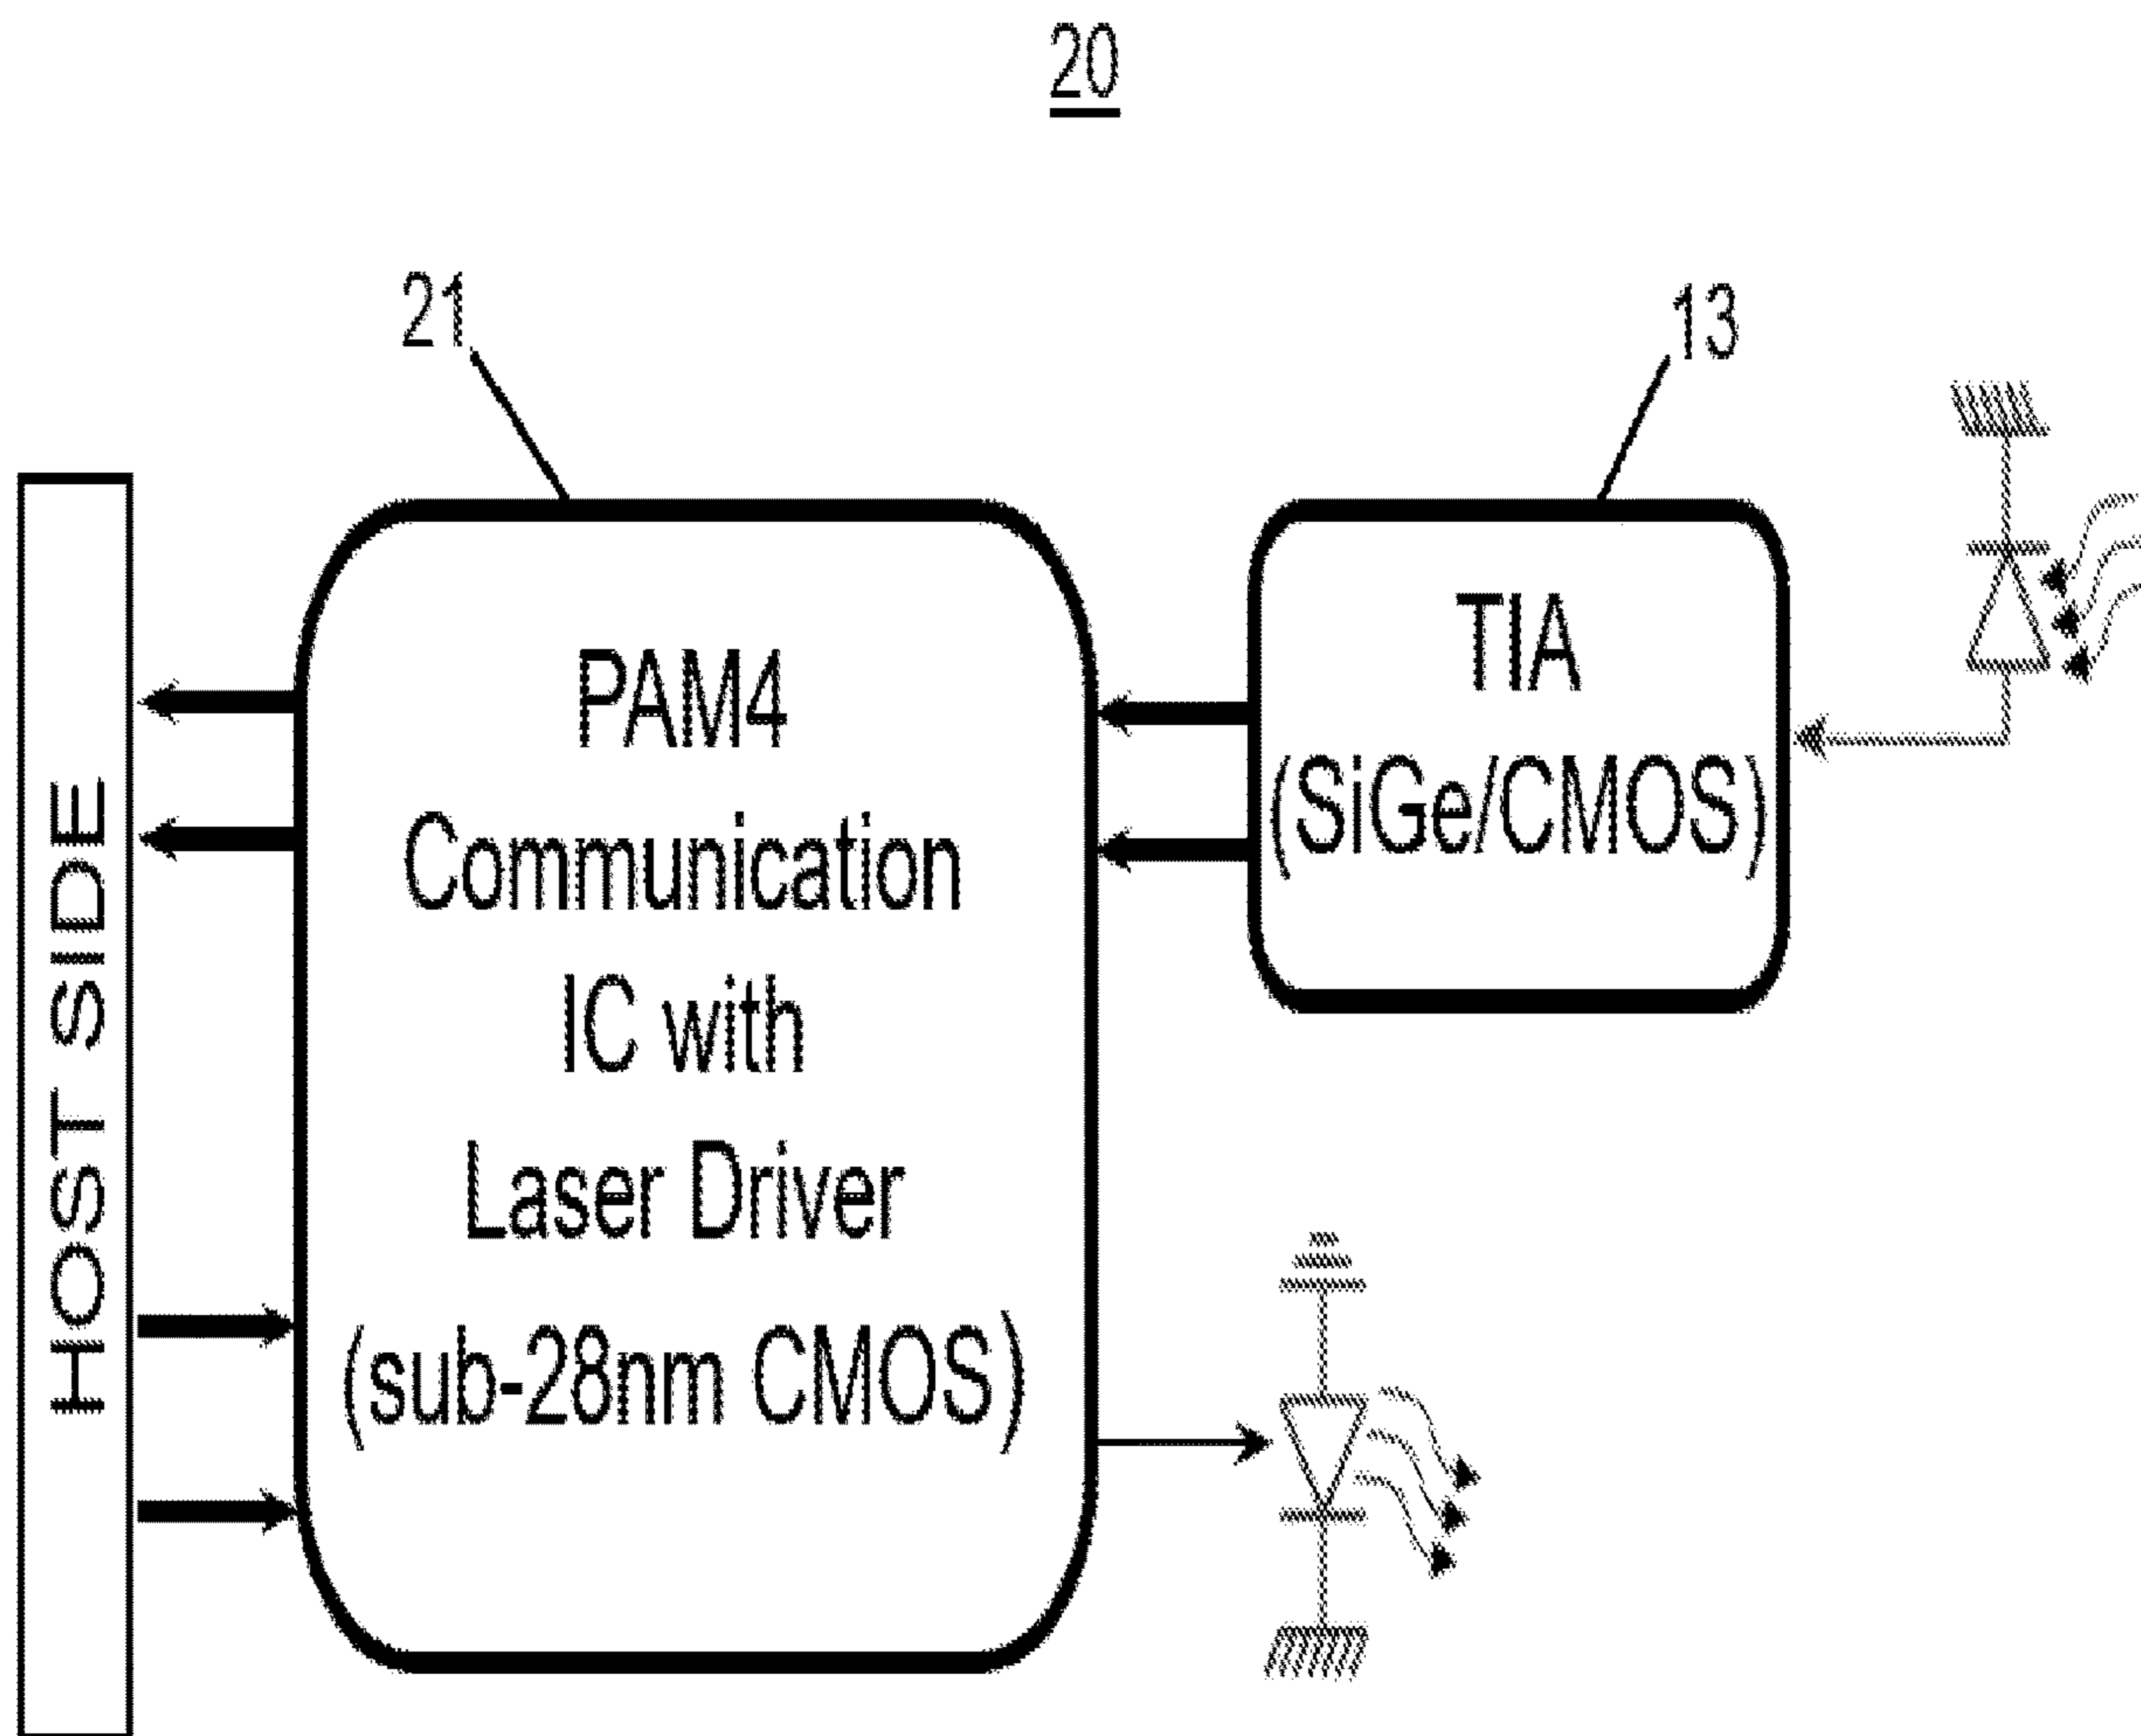 20
21
13
HOST SIDE
PAM4
Communication
IC with
Laser Driver
(sub-28nm CMOS)
TIA
(SiGe/CMOS)